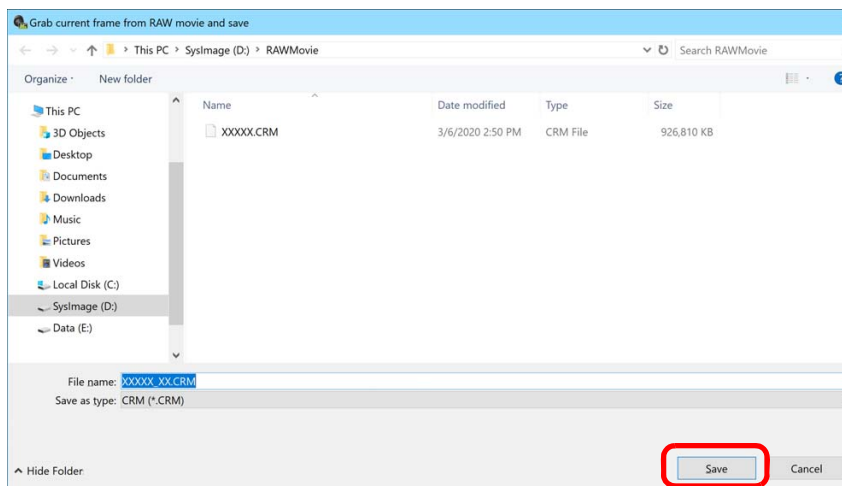 Grab current frame from RAW movie and save
This PC > SysImage (D:) > RAWMovie
Search RAWMovie
Organize
New folder
Name Date modified Type Size
XXXXX.CRM 3/6/2020 2:50 PM CRM File 926,810 KB
This PC
3D Objects
Desktop
Documents
Downloads
Music
Pictures
Videos
Local Disk (C:)
SysImage (D:)
Data (E:)
File name: XXXXX_XX.CRM
Save as type: CRM (*.CRM)
Hide Folder
Save
Cancel